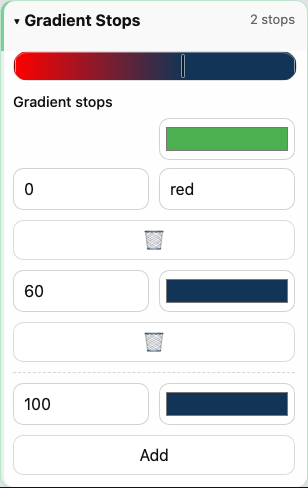 ▾ Gradient Stops 2 stops
Gradient stops
0 red
60
100
Add